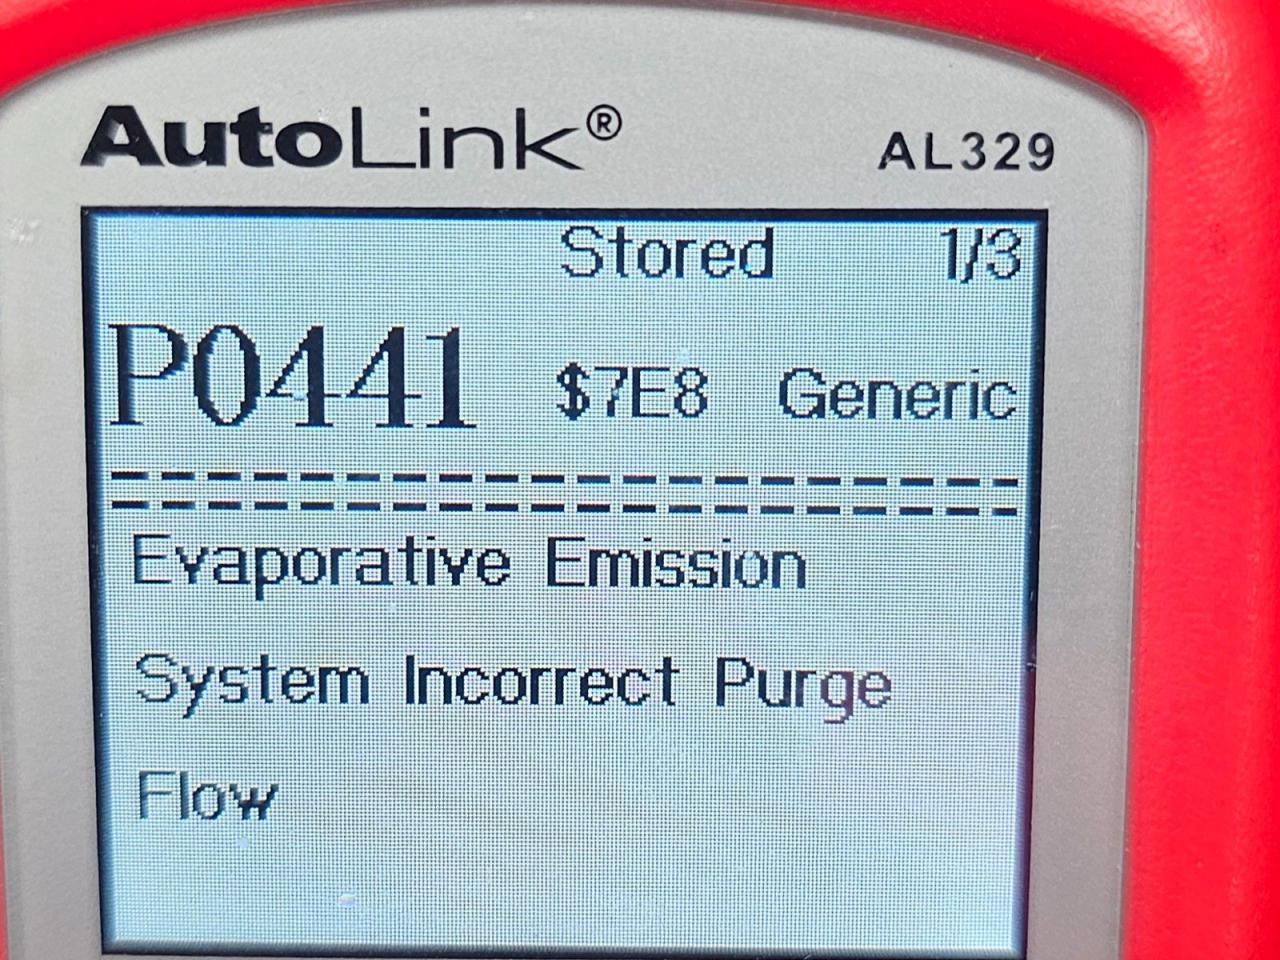 AutoLink® AL329
Stored 1/3
P0441 $7E8 Generic
Evaporative Emission
System Incorrect Purge
Flow